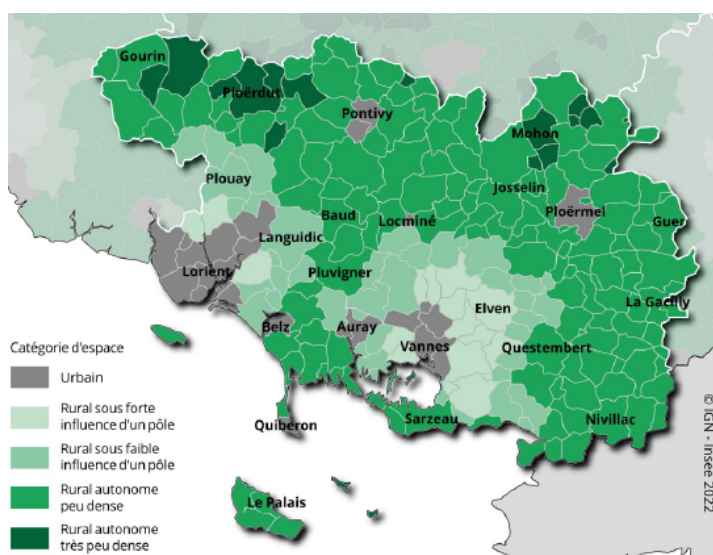 Gourin
Ploërdut
Pontivy
Mohon
Plouay
Josselin
Ploërmel
Baud
Locminé
Guer
Languidic
Lorient
Pluvigner
La Gacilly
Elven
Belz
Auray
Vannes
Questembert
Quiberon
Sarzeau
Nivillac
Le Palais
Catégorie d'espace
Urbain
Rural sous forte
influence d'un pôle
Rural sous faible
influence d'un pôle
Rural autonome
peu dense
Rural autonome
très peu dense
© IGN - Insee 2022